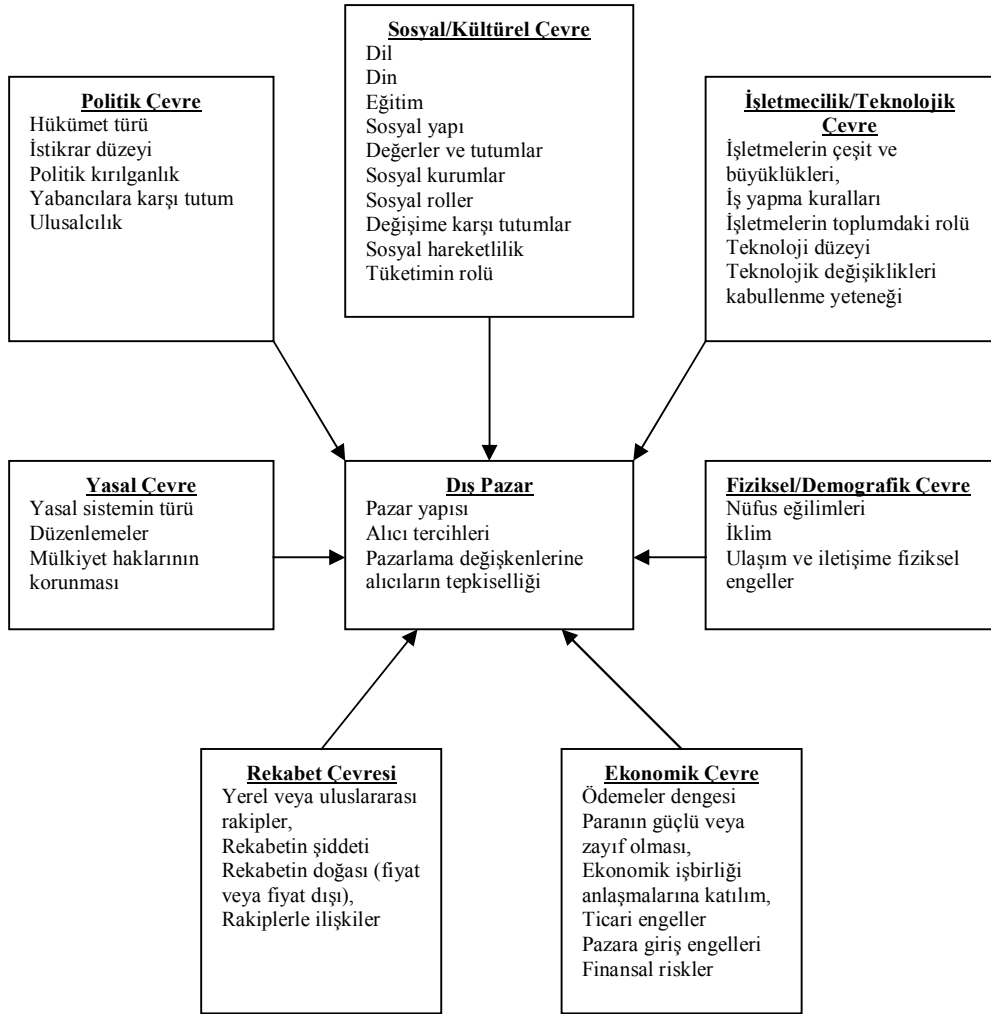 Sosyal/Kültürel Çevre
Dil
Din
Eğitim
Sosyal yapı
Değerler ve tutumlar
Sosyal kurumlar
Sosyal roller
Değişime karşı tutumlar
Sosyal hareketlilik
Tüketimin rolü
Politik Çevre
Hükümet türü
İstikrar düzeyi
Politik kırılganlık
Yabancılara karşı tutum
Ulusalcılık
İşletmecilik/Teknolojik
Çevre
İşletmelerin çeşit ve
büyüklükleri,
İş yapma kuralları
İşletmelerin toplumdaki rolü
Teknoloji düzeyi
Teknolojik değişiklikleri
kabullenme yeteneği
Yasal Çevre
Yasal sistemin türü
Düzenlemeler
Mülkiyet haklarının
korunması
Dış Pazar
Pazar yapısı
Alıcı tercihleri
Pazarlama değişkenlerine
alıcıların tepkiselliği
Fiziksel/Demografik Çevre
Nüfus eğilimleri
İklim
Ulaşım ve iletişime fiziksel
engeller
Rekabet Çevresi
Yerel veya uluslararası
rakipler,
Rekabetin şiddeti
Rekabetin doğası (fiyat
veya fiyat dışı),
Rakiplerle ilişkiler
Ekonomik Çevre
Ödemeler dengesi
Paranın güçlü veya
zayıf olması,
Ekonomik işbirliği
anlaşmalarına katılım,
Ticari engeller
Pazara giriş engelleri
Finansal riskler